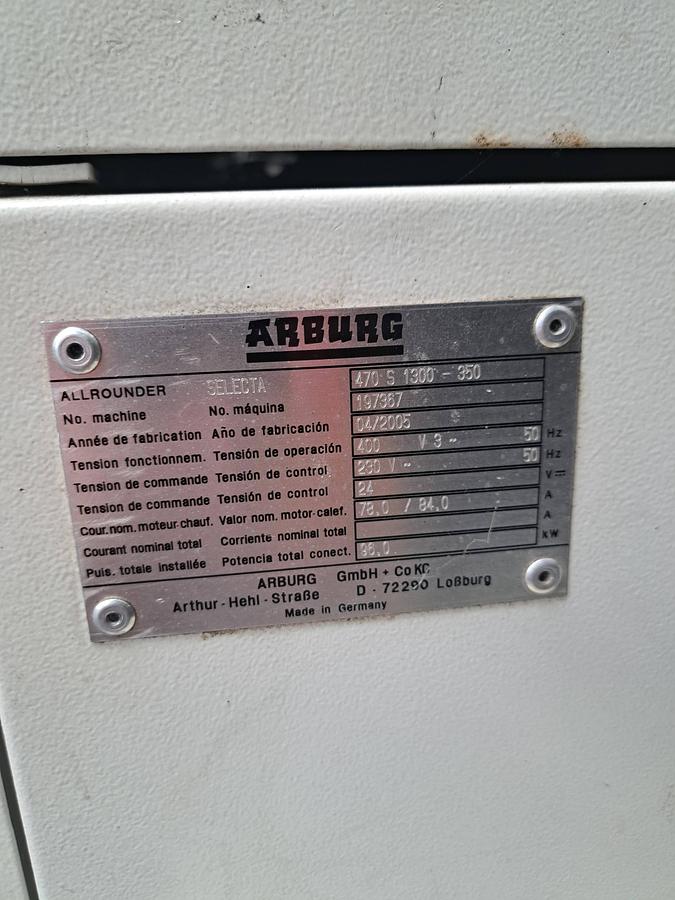 ARBURG
ALLROUNDER SELECTA 470 S 1300 - 350
No. machine No. máquina 197367
Année de fabrication Año de fabricación 04/2005
Tension fonctionnem. Tensión de operación 400 V 3 ~ 50 Hz
Tension de commande Tensión de control 230 V ~ 50 Hz
Tension de commande Tensión de control 24 V
Cour.nom.moteur-chauf. Valor nom. motor-calef. 78,0 / 84,0 A
Courant nominal total Corriente nominal total A
Puis. totale installée Potencia total conect. kW
ARBURG GmbH + Co KG
Arthur - Hehl - Straße D - 72290 Loßburg
Made in Germany